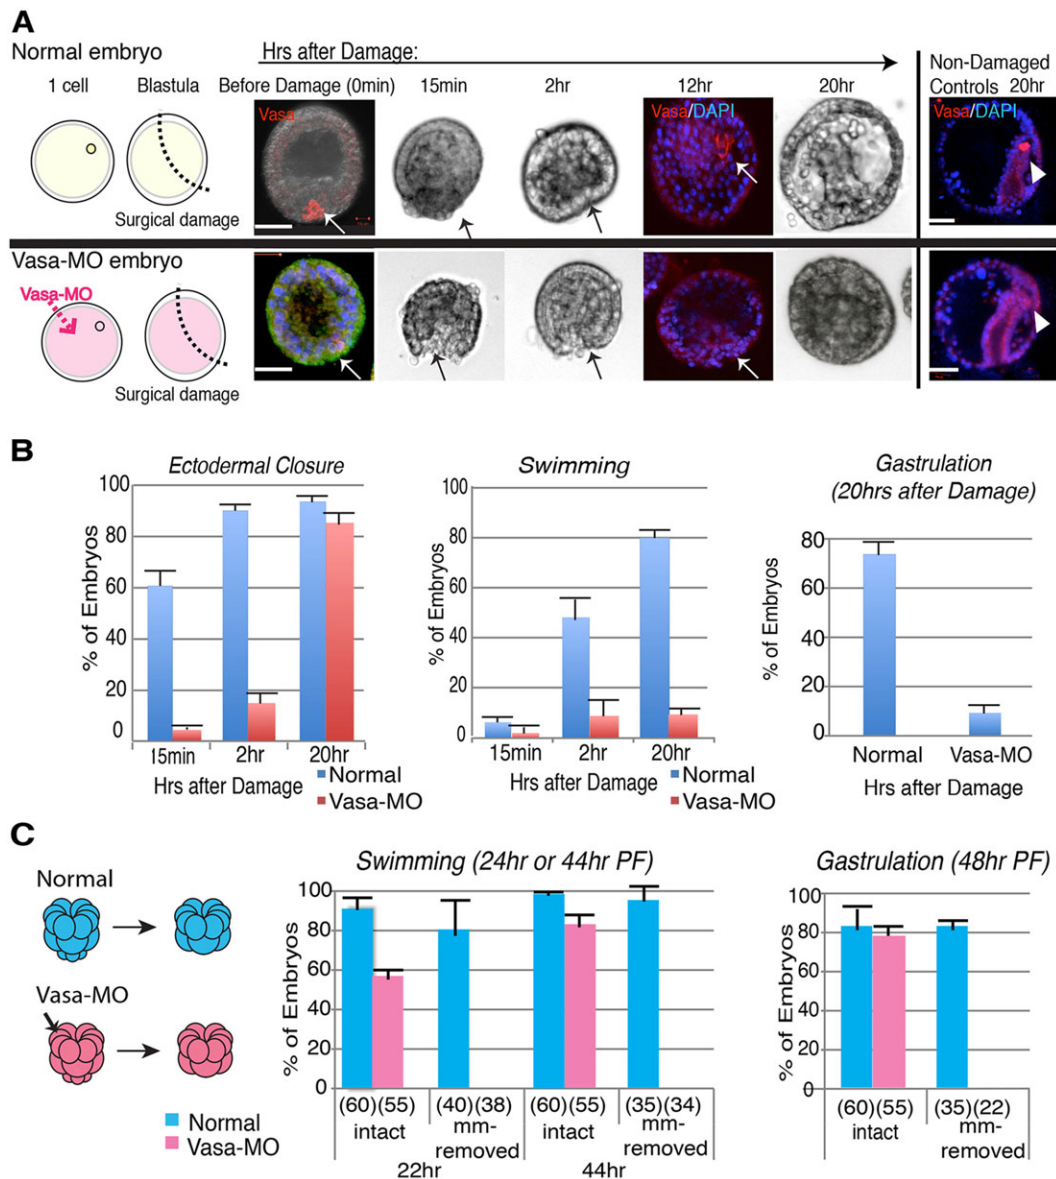 A
Normal embryo
Hrs after Damage:
Non-Damaged
Controls 20hr
1 cell
Blastula
Before Damage (0min)
15min
2hr
12hr
20hr
Vasa
Vasa/DAPI
Vasa/DAPI
Surgical damage
Vasa-MO embryo
Vasa-MO
Surgical damage
B
Ectodermal Closure
% of Embryos
100
80
60
40
20
0
15min 2hr 20hr
Hrs after Damage
Normal
Vasa-MO
Swimming
% of Embryos
100
80
60
40
20
0
15min 2hr 20hr
Hrs after Damage
Normal
Vasa-MO
Gastrulation
(20hrs after Damage)
% of Embryos
80
60
40
20
0
Normal Vasa-MO
Hrs after Damage
C
Normal
Vasa-MO
Normal
Vasa-MO
Swimming (24hr or 44hr PF)
% of Embryos
100
80
60
40
20
0
(60)(55) (40)(38) (60)(55) (35)(34)
intact mm-removed intact mm-removed
22hr 44hr
Gastrulation (48hr PF)
% of Embryos
100
80
60
40
20
0
(60)(55) (35)(22)
intact mm-removed